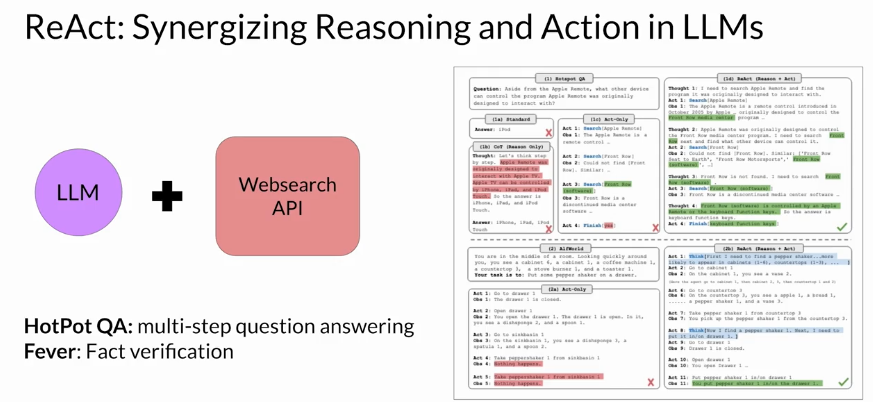 ReAct: Synergizing Reasoning and Action in LLMs
LLM
Websearch
API
HotPot QA: multi-step question answering
Fever: Fact verification
(1) Hotspot QA
Question: Aside from the Apple Remote, what other device
can control the program Apple Remote was originally
designed to interact with?
(1a) Standard
Answer: iPod
(1b) CoT (Reason Only)
Thought: Let's think step
by step. Apple Remote was
originally designed to
interact with Apple TV.
Apple TV can be controlled
by iPhone, iPad, and iPod
Touch. So the answer is
iPhone, iPad, and iPod
Touch.
Answer: iPhone, iPad, iPod
Touch
(1c) Act-Only
Act 1: Search[Apple Remote]
Obs 1: The Apple Remote is a
remote control …
Act 2: Search[Front Row]
Obs 2: Could not find [Front
Row]. Similar: …
Act 3: Search[Front Row
(software)]
Obs 3: Front Row is a
discontinued media center
software …
Act 4: Finish[yes]
(1d) ReAct (Reason + Act)
Thought 1: I need to search Apple Remote and find the
program it was originally designed to interact with.
Act 1: Search[Apple Remote]
Obs 1: The Apple Remote is a remote control introduced in
October 2005 by Apple …
Front Row media center program …
Thought 2: Apple Remote was originally designed to control
the Front Row media center program. I need to search Front
Row next and find what other device can control it.
Act 2: Search[Front Row]
Obs 2: Could not find [Front Row]. Similar: ['Front Row
Seat to Earth', 'Front Row Motorsports', 'Front Row
(software)', …]
Thought 3: Front Row is not found. I need to search Front
Row (software).
Act 3: Search[Front Row (software)]
Obs 3: Front Row is a discontinued media center software …
Thought 4: Front Row (software) is controlled by an Apple
Remote or the keyboard function keys. So the answer is
keyboard function keys.
Act 4: Finish[keyboard function keys]
(2) AlfWorld
You are in the middle of a room. Looking quickly around
you, you see a cabinet 6, a cabinet 1, a coffee machine 1,
a countertop 3, a stove burner 1, and a toaster 1.
Your task is to: Put some pepper shaker on a drawer.
(2a) Act-Only
Act 1: Go to drawer 1
Obs 1: The drawer 1 is closed.
Act 2: Open drawer 1
Obs 2: You open the drawer 1. The drawer 1 is open. In it,
you see a dishsponge 2, and a spoon 1.
Act 3: Go to sinkbasin 1
Obs 3: On the sinkbasin 1, you see a dishsponge 3, a
spatula 1, and a spoon 2.
Act 4: Take peppershaker 1 from sinkbasin 1
Obs 4: Nothing happens.
Act 5: Take peppershaker 1 from sinkbasin 1
Obs 5: Nothing happens.
(2b) ReAct (Reason + Act)
Act 1: Think[First I need to find a pepper shaker...more
likely to appear in cabinets (1-6), countertops (1-3), … ]
Act 2: Go to cabinet 1
Obs 2: On the cabinet 1, you see a vase 2.
Act 6: Go to countertop 3
Obs 6: On the countertop 3, you see a apple 1, a bread 1,
a pepper shaker 1, and a vase 3.
Act 7: Take pepper shaker 1 from countertop 3
Obs 7: You pick up the pepper shaker 1 from the countertop 3.
Act 8: Think[Now I find a pepper shaker 1. Next, I need to
put it in/on drawer 1. ]
Act 9: Go to drawer 1
Obs 9: Drawer 1 is closed.
Act 10: Open drawer 1
Obs 10: You open Drawer 1 …
Act 11: Put pepper shaker 1 in/on drawer 1
Obs 11: You put pepper shaker 1 in/on the drawer 1.